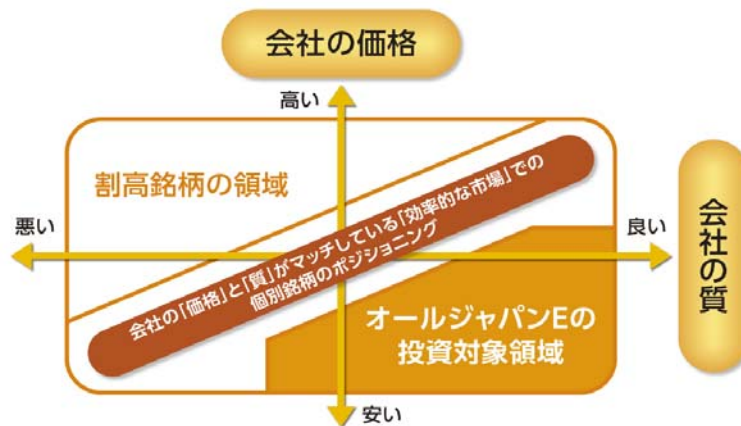 会社の価格
高い
割高銘柄の領域
会社の「価格」と「質」がマッチしている「効率的な市場」での
個別銘柄のポジショニング
悪い
良い
会社の質
オールジャパンEの
投資対象領域
安い